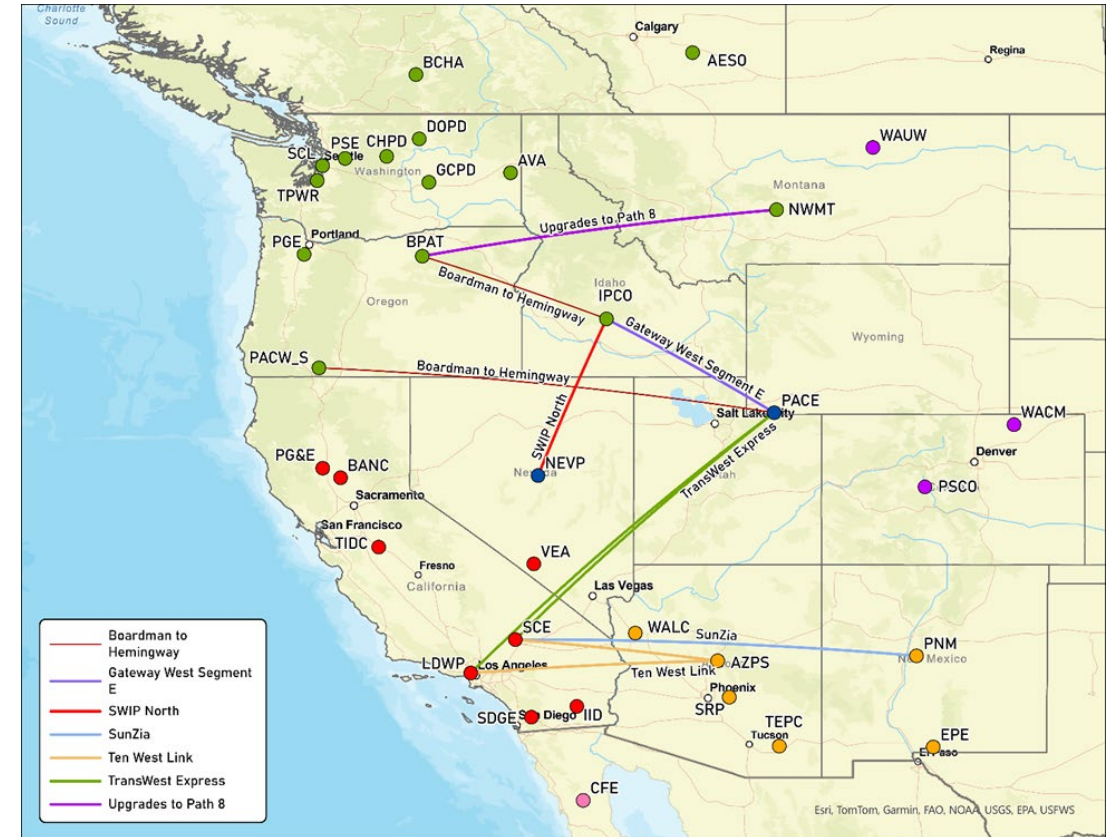 Charlotte
Sound
Calgary
Regina
BCHA
AESO
DOPD
PSE
CHPD
WAUW
SCL
Seattle
AVA
Washington
GCPD
Montana
TPWR
NWMT
Upgrades to Path 8
Portland
PGE
BPAT
Boardman to Hemingway
Idaho
IPCO
Oregon
Gateway West Segment E
Wyoming
PACW_S
Boardman to Hemingway
PACE
Salt Lake City
WACM
SWIP North
TransWest Express
PG&E
BANC
NEVP
Nevada
Utah
Denver
PSCO
Sacramento
San Francisco
TIDC
VEA
Fresno
California
Las Vegas
SCE
WALC
SunZia
PNM
New Mexico
LDWP
Los Angeles
AZPS
Ten West Link
Phoenix
SRP
SDGE
San Diego
IID
TEPC
Tucson
EPE
El Paso
CFE
Boardman to
Hemingway
Gateway West Segment
E
SWIP North
SunZia
Ten West Link
TransWest Express
Upgrades to Path 8
Esri, TomTom, Garmin, FAO, NOAA, USGS, EPA, USFWS